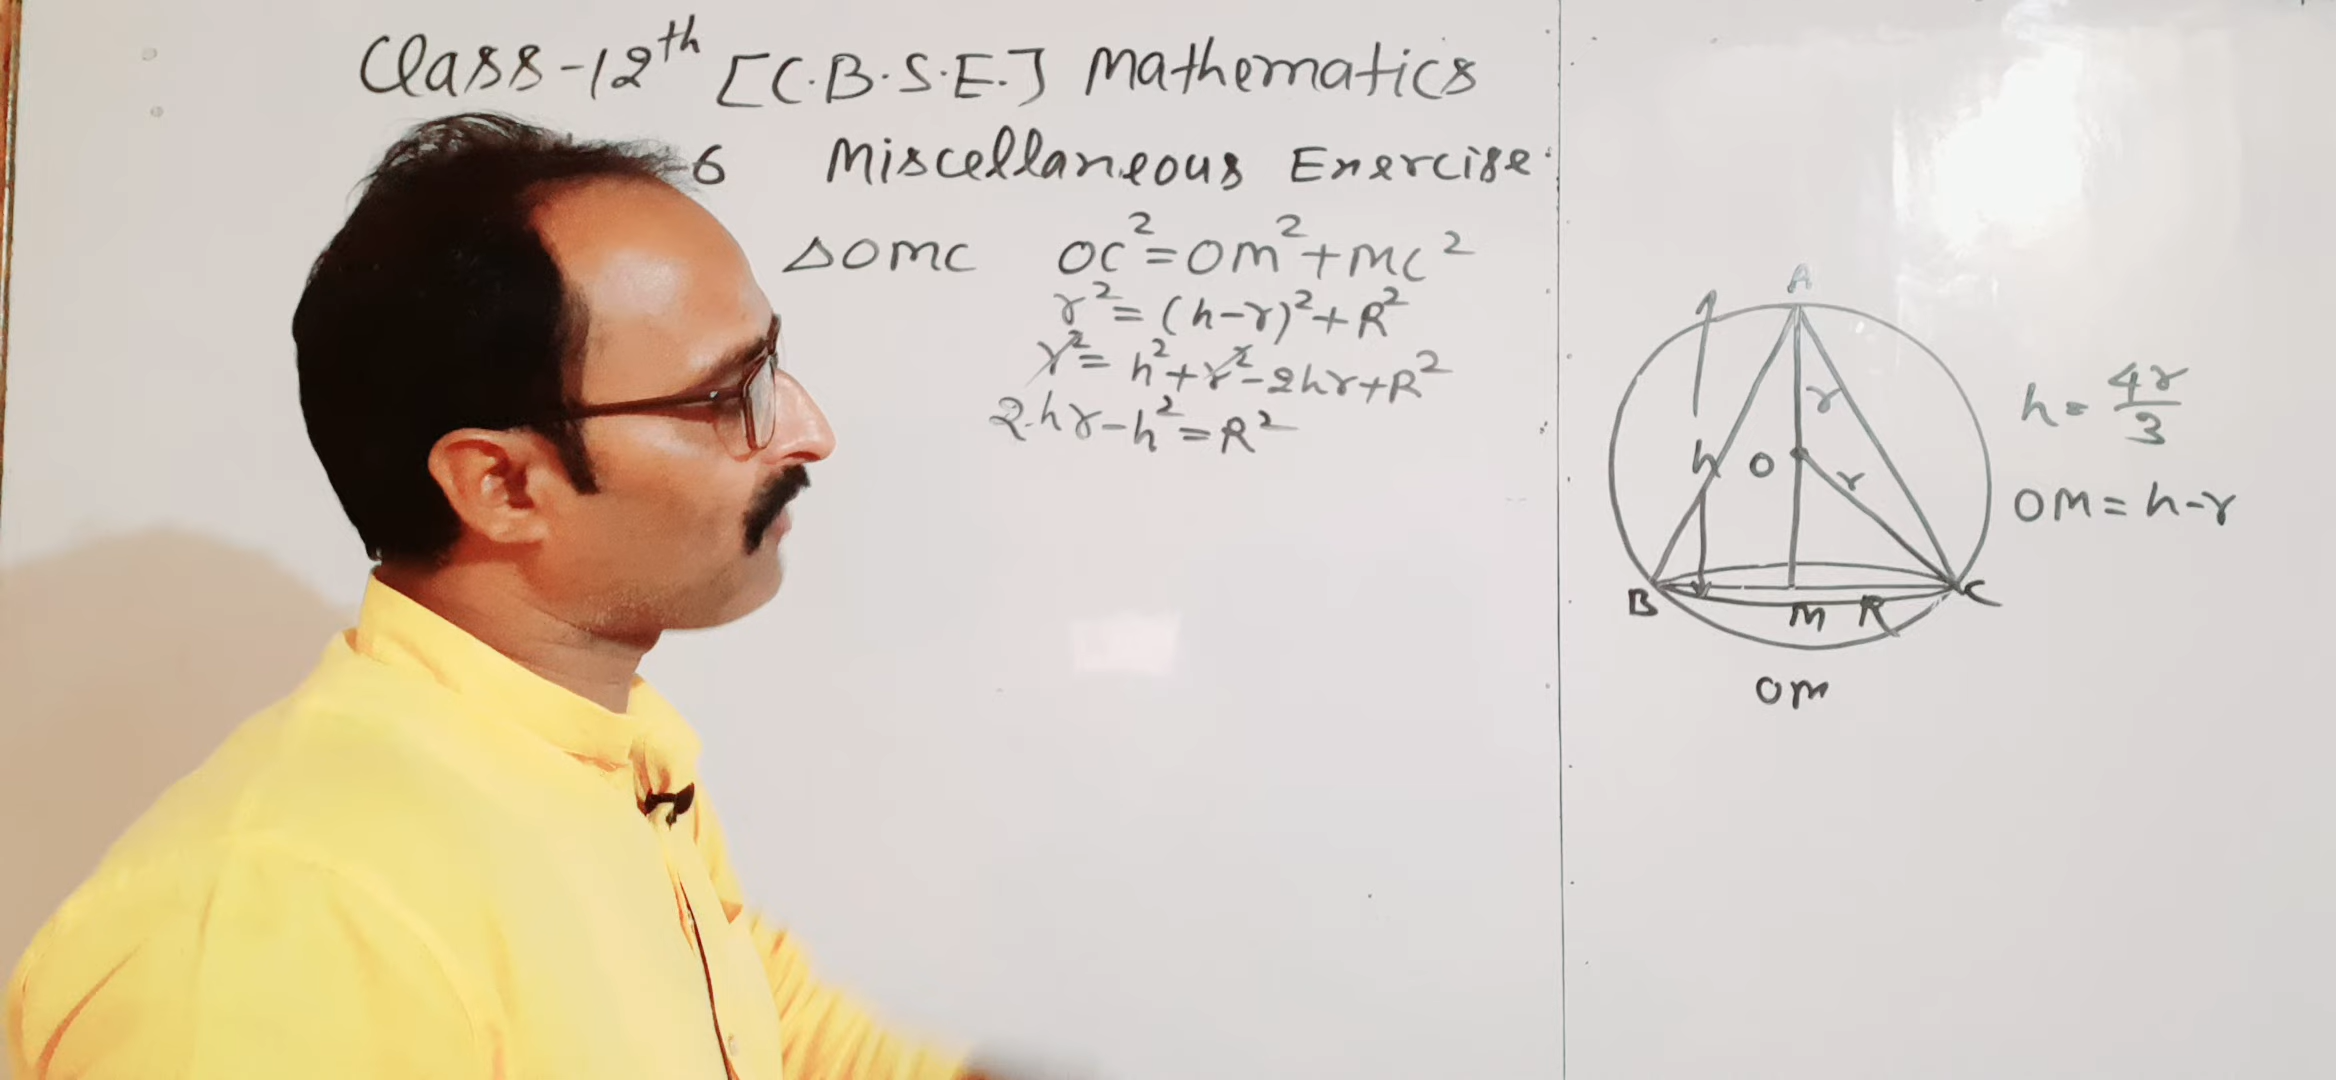 Class-12th [C.B.S.E.] Mathematics
-6 Miscellaneous Exercise
△OMC OC²=OM²+MC²
r²=(h-r)²+R²
r²=h²+r²-2hr+R²
2hr-h²=R²
A
r
h
O
r
B
M
R
C
OM
h=4r/3
OM=h-r